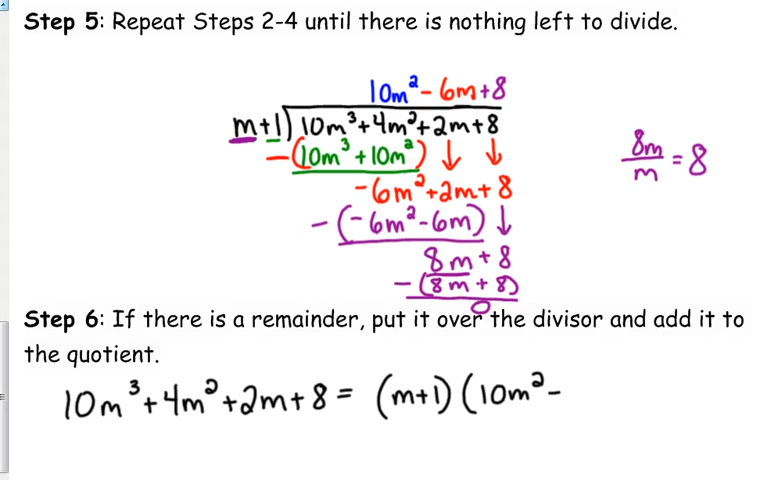 Step 5: Repeat Steps 2-4 until there is nothing left to divide.
10m² - 6m + 8
m+1) 10m³+4m²+2m+8
-(10m³+10m²) ↓ ↓
8m/m = 8
-6m²+2m+8
-(-6m²-6m) ↓
8m + 8
-(8m + 8)
0
Step 6: If there is a remainder, put it over the divisor and add it to
the quotient.
10m³+4m²+2m+8 = (m+1)(10m²-